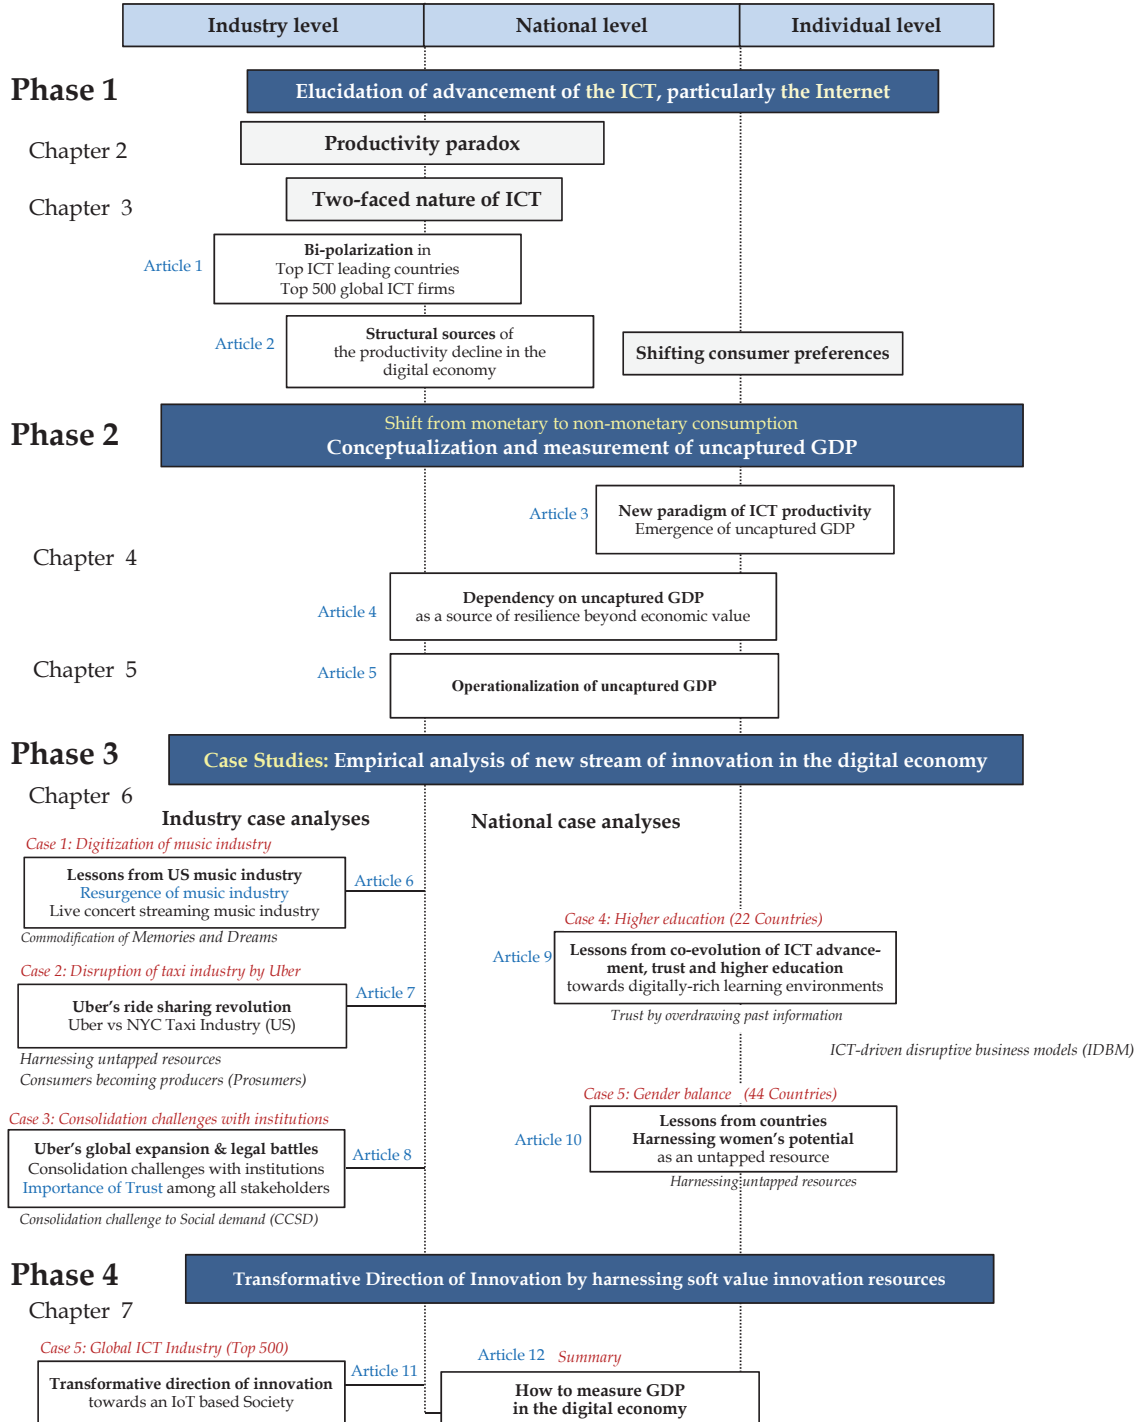 Industry level National level Individual level
Phase 1
Elucidation of advancement of the ICT, particularly the Internet
Chapter 2
Productivity paradox
Chapter 3
Two-faced nature of ICT
Article 1
Bi-polarization in
Top ICT leading countries
Top 500 global ICT firms
Article 2
Structural sources of
the productivity decline in the
digital economy
Shifting consumer preferences
Phase 2
Shift from monetary to non-monetary consumption
Conceptualization and measurement of uncaptured GDP
Article 3
New paradigm of ICT productivity
Emergence of uncaptured GDP
Chapter 4
Article 4
Dependency on uncaptured GDP
as a source of resilience beyond economic value
Chapter 5
Article 5
Operationalization of uncaptured GDP
Phase 3
Case Studies: Empirical analysis of new stream of innovation in the digital economy
Chapter 6
Industry case analyses
National case analyses
Case 1: Digitization of music industry
Lessons from US music industry
Resurgence of music industry
Live concert streaming music industry
Article 6
Commodification of Memories and Dreams
Case 2: Disruption of taxi industry by Uber
Uber's ride sharing revolution
Uber vs NYC Taxi Industry (US)
Article 7
Harnessing untapped resources
Consumers becoming producers (Prosumers)
Case 3: Consolidation challenges with institutions
Uber's global expansion & legal battles
Consolidation challenges with institutions
Importance of Trust among all stakeholders
Article 8
Consolidation challenge to Social demand (CCSD)
Case 4: Higher education (22 Countries)
Article 9
Lessons from co-evolution of ICT advance-
ment, trust and higher education
towards digitally-rich learning environments
Trust by overdrawing past information
ICT-driven disruptive business models (IDBM)
Case 5: Gender balance (44 Countries)
Article 10
Lessons from countries
Harnessing women's potential
as an untapped resource
Harnessing untapped resources
Phase 4
Transformative Direction of Innovation by harnessing soft value innovation resources
Chapter 7
Case 5: Global ICT Industry (Top 500)
Transformative direction of innovation
towards an IoT based Society
Article 11
Article 12 Summary
How to measure GDP
in the digital economy